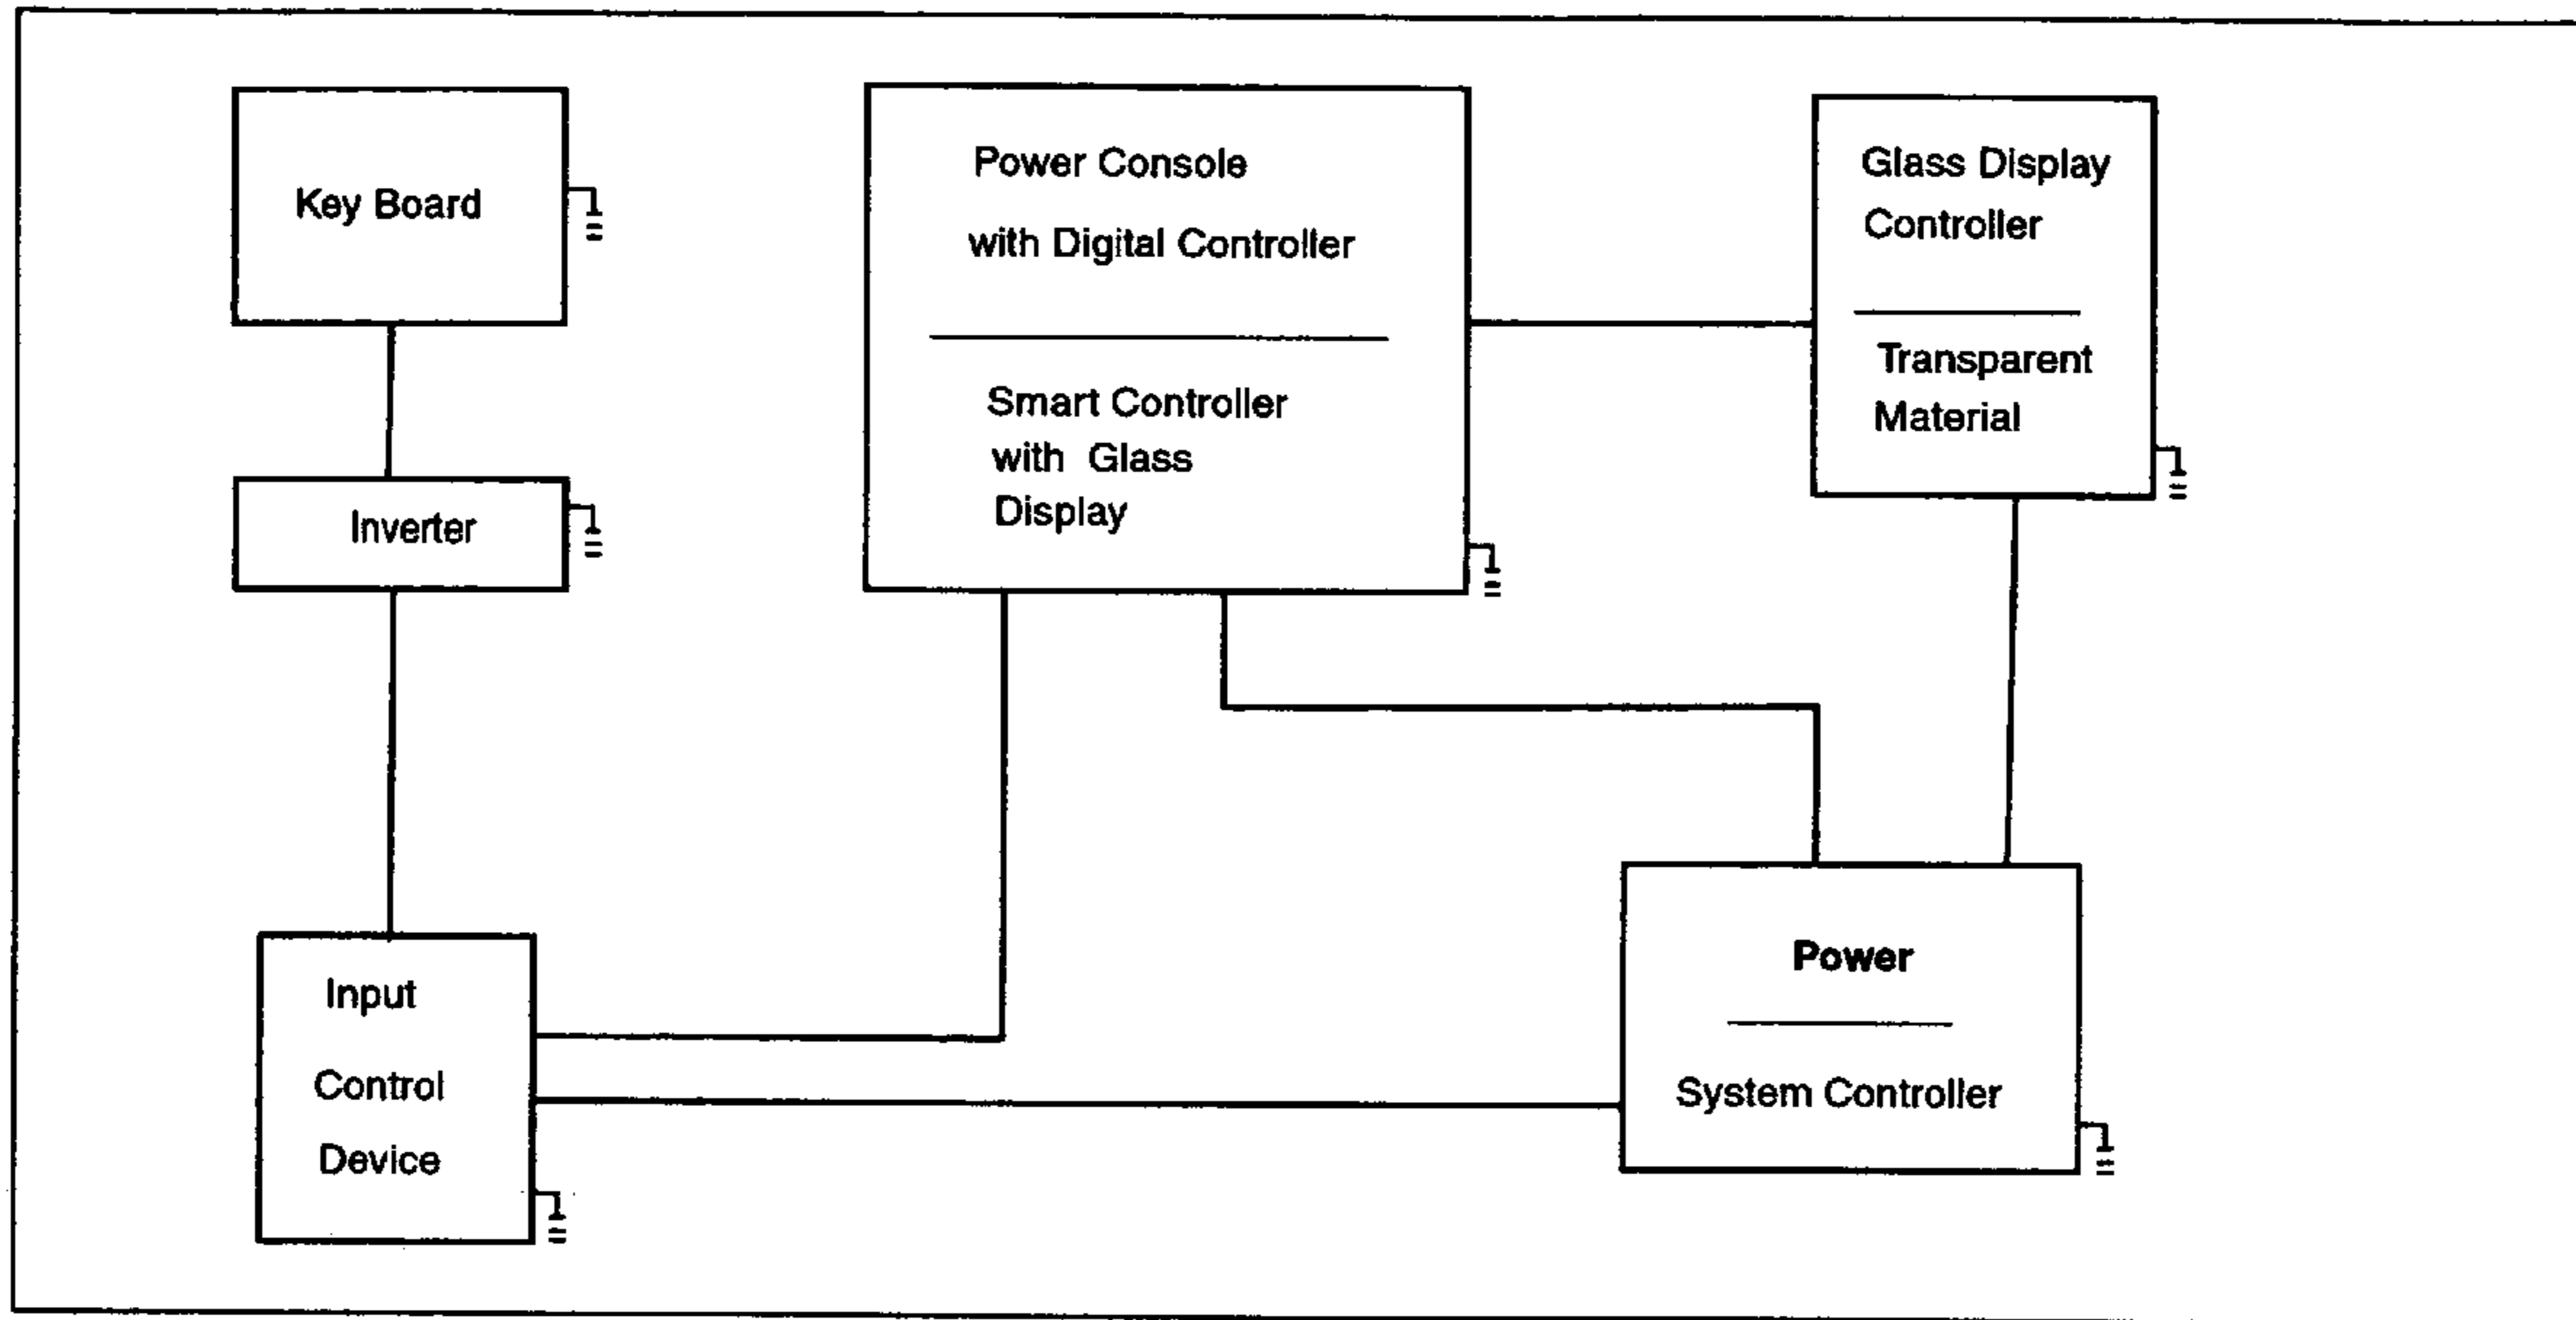 Key Board
Inverter
Input
Control
Device
Power Console
with Digital Controller
Smart Controller
with Glass
Display
Glass Display
Controller
Transparent
Material
Power
System Controller